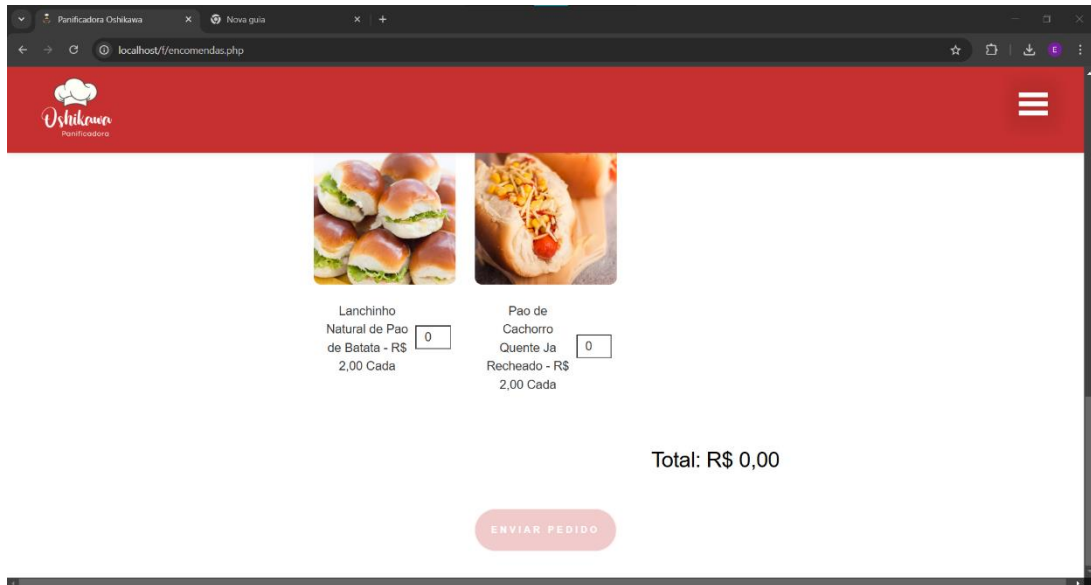 Panificadora Oshikawa
Nova guia
localhost/f/encomendas.php
E
Oshikawa
Panificadora
Lanchinho
Natural de Pao
de Batata - R$
2,00 Cada
0
Pao de
Cachorro
Quente Ja
Recheado - R$
2,00 Cada
0
Total: R$ 0,00
ENVIAR PEDIDO